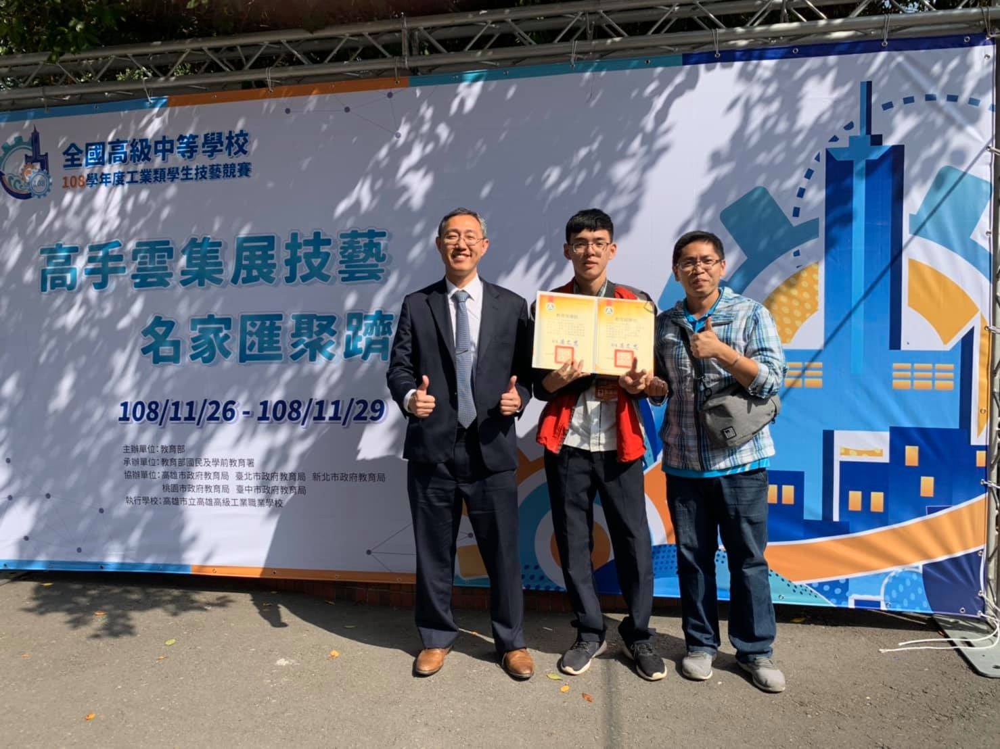 全國高級中等學校
108學年度工業類學生技藝競賽
108
高手雲集展技藝
名家匯聚躋
108/11/26 - 108/11/29
主辦單位：教育部
承辦單位：教育部國民及學前教育署
協辦單位：高雄市政府教育局 臺北市政府教育局 新北市政府教育局
桃園市政府教育局 臺中市政府教育局
執行學校：高雄市立高雄高級工業職業學校